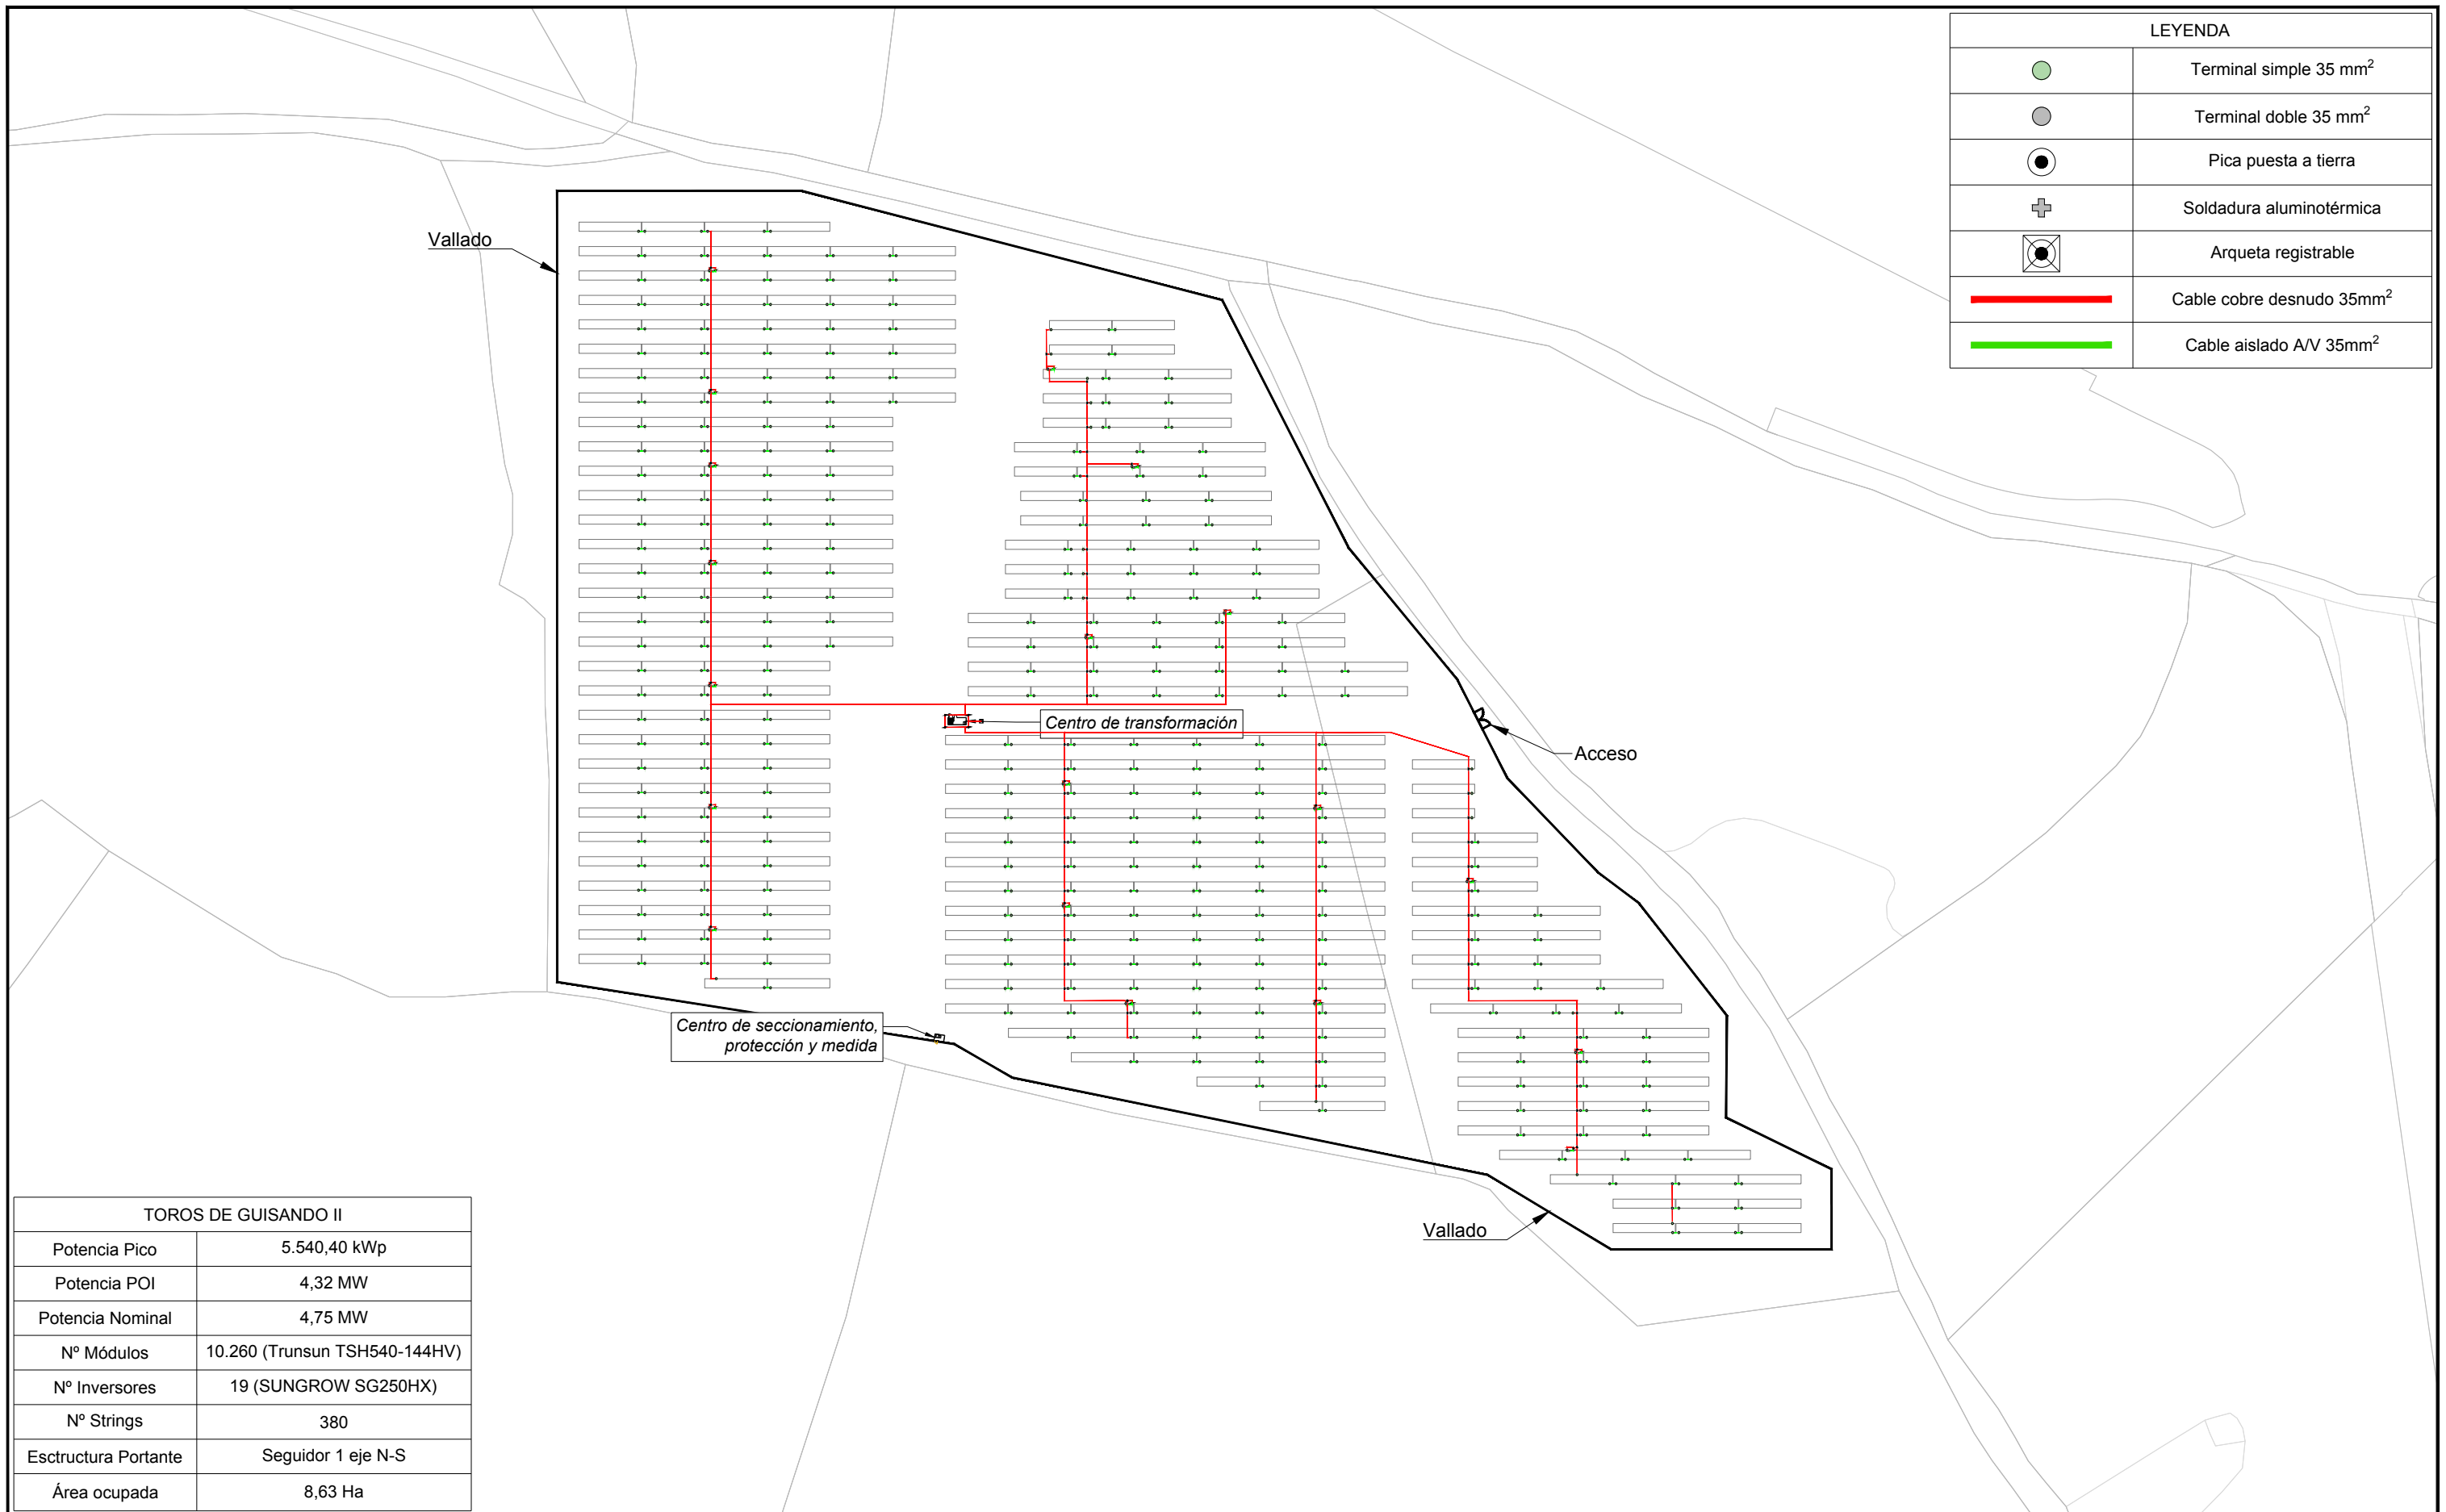 LEYENDA
Terminal simple 35 mm²
Terminal doble 35 mm²
Pica puesta a tierra
Soldadura aluminotérmica
Arqueta registrable
Cable cobre desnudo 35mm²
Cable aislado A/V 35mm²
Vallado
Centro de transformación
Acceso
Centro de seccionamiento,
protección y medida
Vallado
TOROS DE GUISANDO II
Potencia Pico 5.540,40 kWp
Potencia POI 4,32 MW
Potencia Nominal 4,75 MW
Nº Módulos 10.260 (Trunsun TSH540-144HV)
Nº Inversores 19 (SUNGROW SG250HX)
Nº Strings 380
Esctructura Portante Seguidor 1 eje N-S
Área ocupada 8,63 Ha